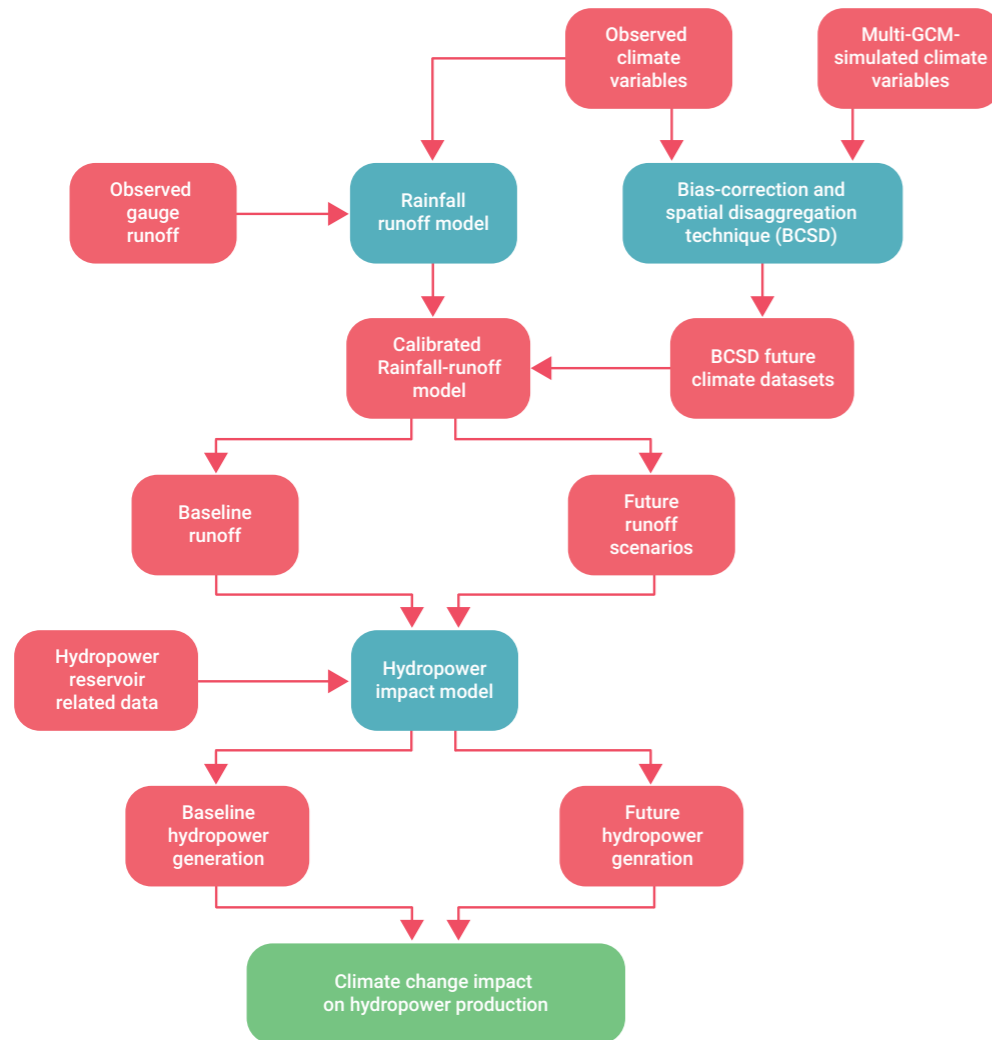 Observed
climate
variables
Multi-GCM-
simulated climate
variables
Observed
gauge
runoff
Rainfall
runoff model
Bias-correction and
spatial disaggregation
technique (BCSD)
Calibrated
Rainfall-runoff
model
BCSD future
climate datasets
Baseline
runoff
Future
runoff
scenarios
Hydropower
reservoir
related data
Hydropower
impact model
Baseline
hydropower
generation
Future
hydropower
genration
Climate change impact
on hydropower production